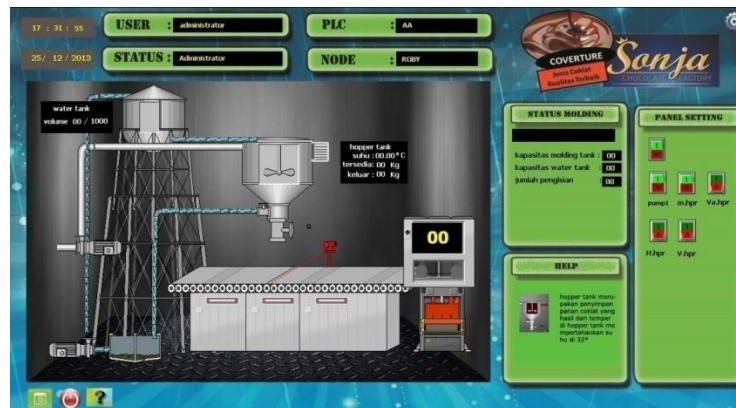 17 : 31 : 55
USER : administrator
PLC : AA
25/ 12 / 2013
STATUS : Administrator
NODE : ROBY
COVERTURE
Jenis Coklat
Kualitas Terbaik
Sonja
CHOCOLATE FACTORY
water tank
volume 00 / 1000
hopper tank
suhu : 00.00 ° C
tersedia: 00 Kg
keluar : 00 Kg
00
STATUS MOLDING
kapasitas molding tank : 00
kapasitas water tank : 00
jumlah pengisian : 00
HELP
hopper tank meru-
pakan panyimpan
panan coklat yang
hasil dari temper
di hopper tank me
mpertahankan su
hu di 32°
PANEL SETTING
pumpt m.hpr Va.hpr
H.hpr V.hpr
?